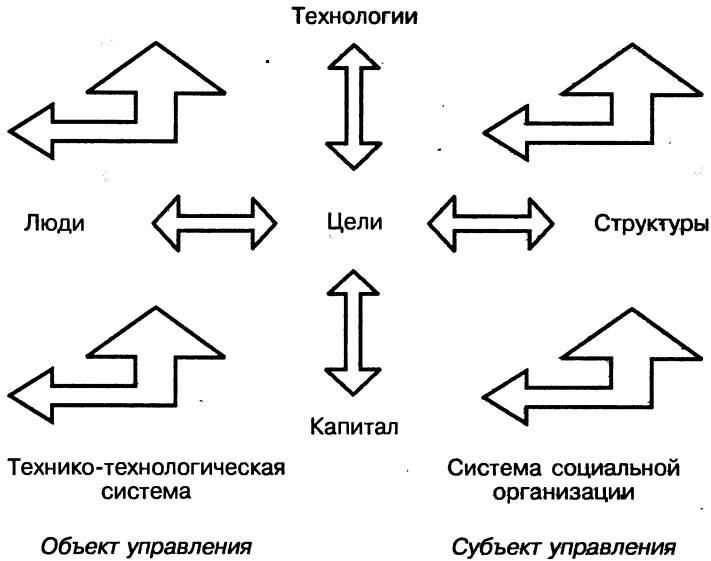 Технологии
Люди
Цели
Структуры
Капитал
Технико-технологическая
система
Система социальной
организации
Объект управления
Субъект управления